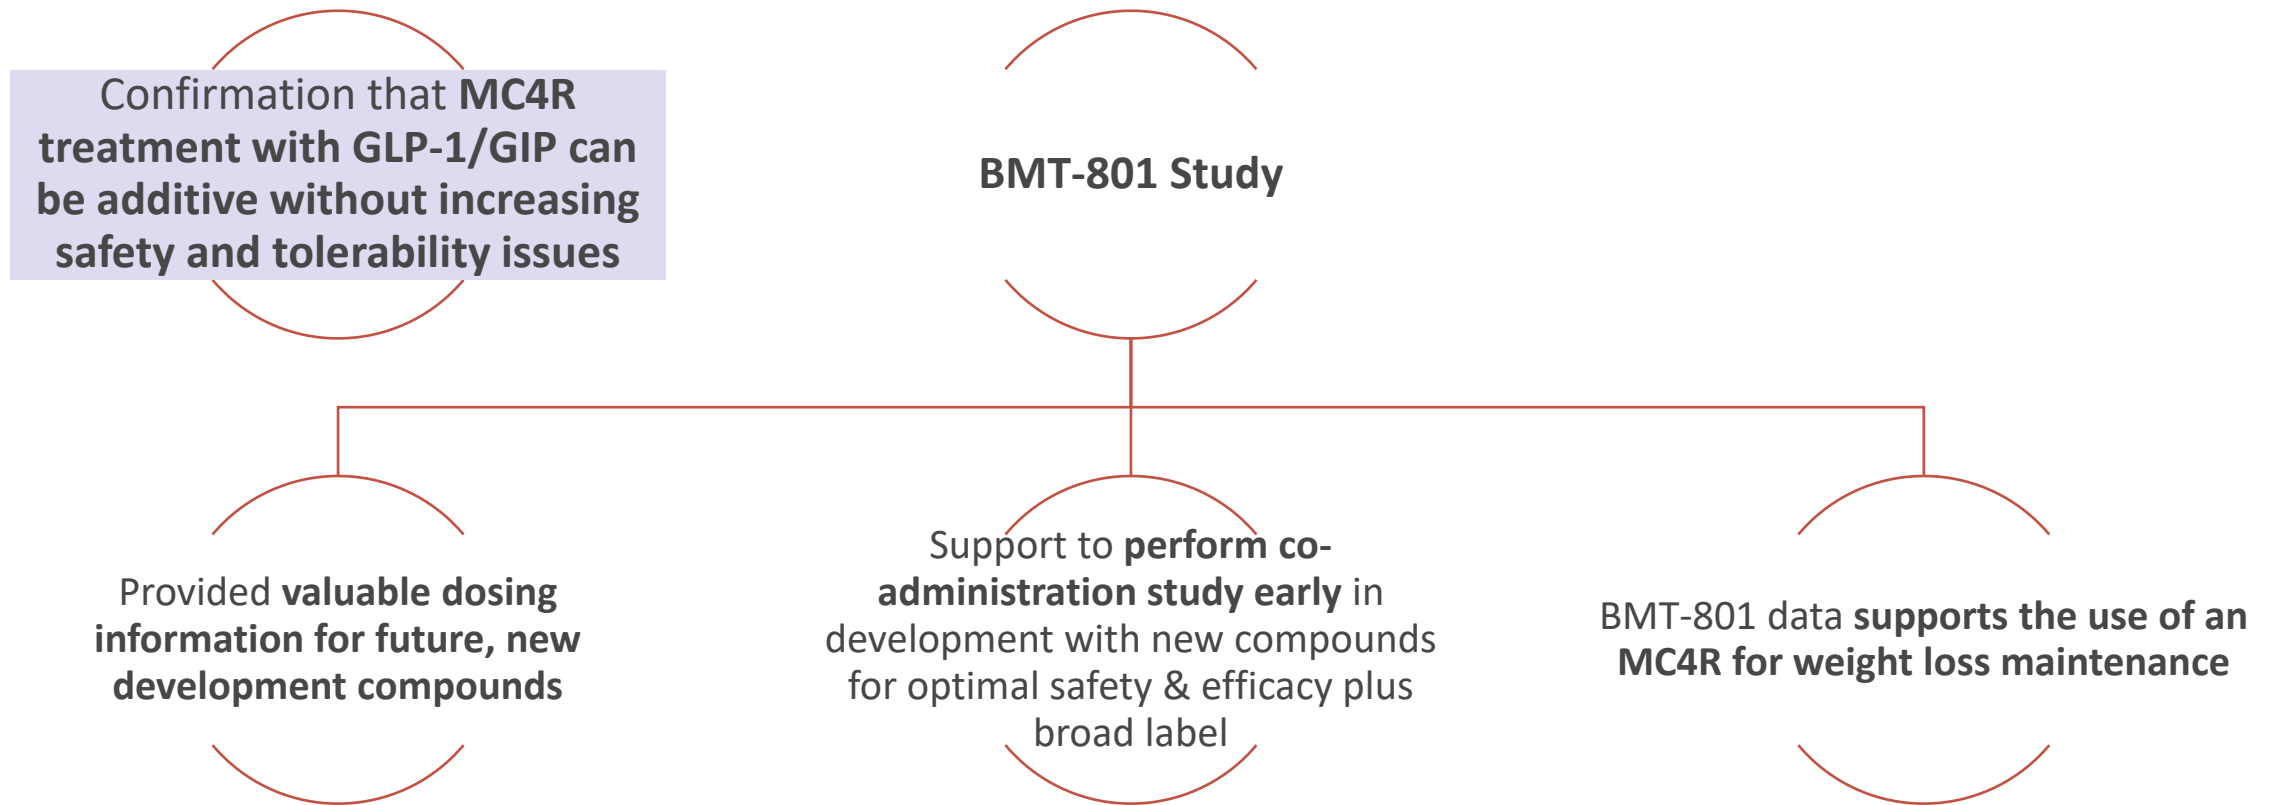 Confirmation that MC4R
treatment with GLP-1/GIP can
be additive without increasing
safety and tolerability issues
BMT-801 Study
Provided valuable dosing
information for future, new
development compounds
Support to perform co-
administration study early in
development with new compounds
for optimal safety & efficacy plus
broad label
BMT-801 data supports the use of an
MC4R for weight loss maintenance